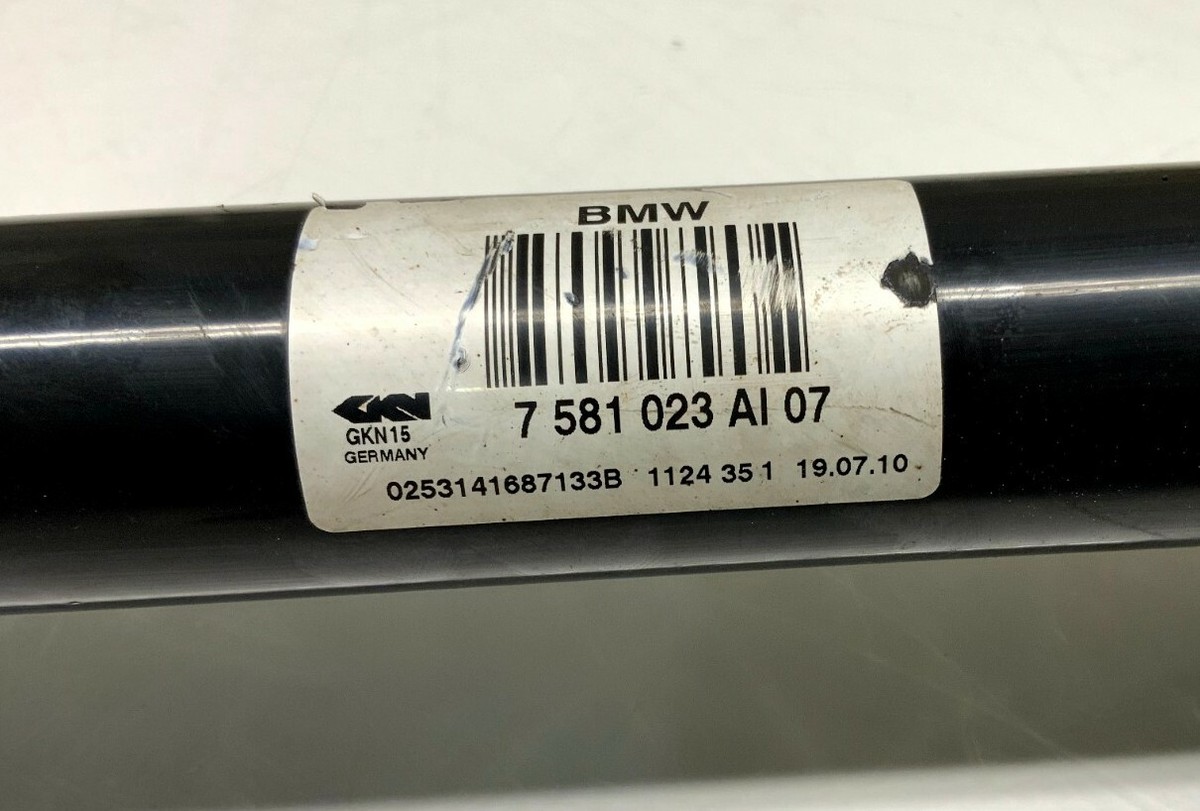 BMW
7 581 023 AI 07
GKN
GKN15
GERMANY
0253141687133B 1124 35 1 19.07.10